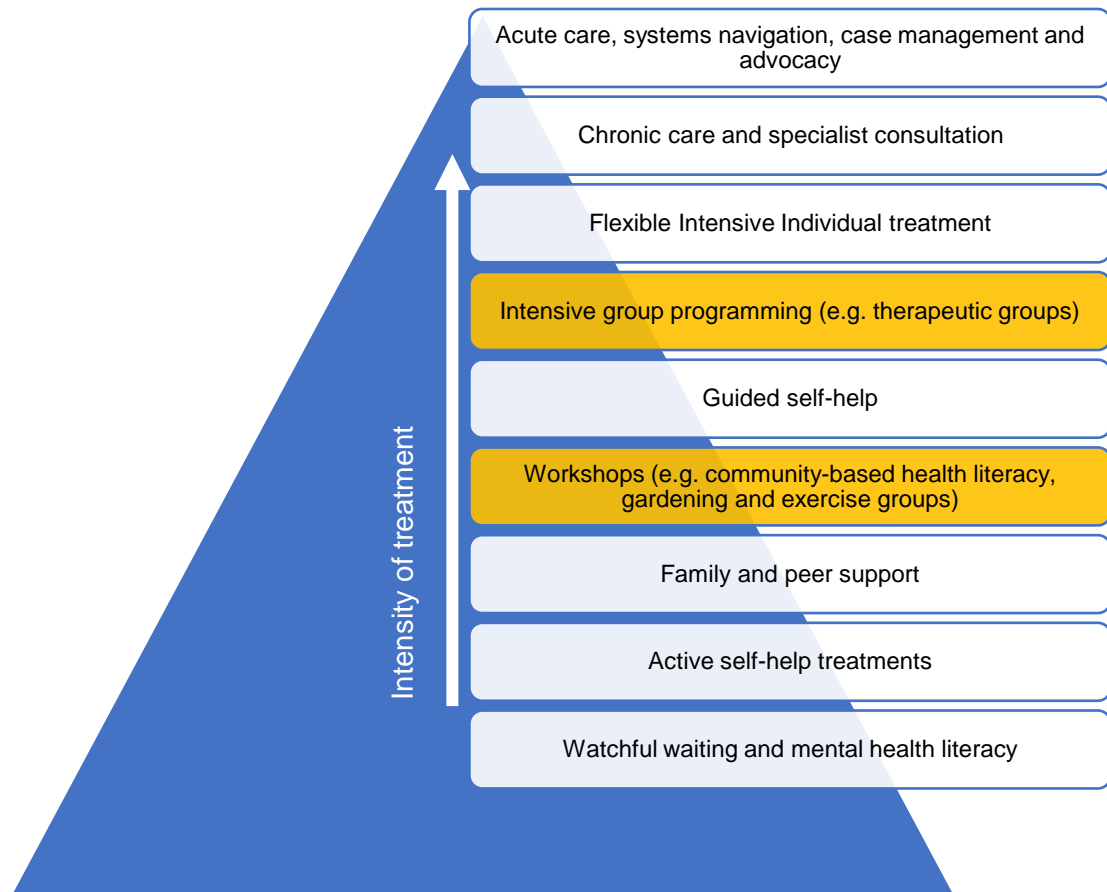 Acute care, systems navigation, case management and
advocacy
Chronic care and specialist consultation
Flexible Intensive Individual treatment
Intensive group programming (e.g. therapeutic groups)
Guided self-help
Workshops (e.g. community-based health literacy,
gardening and exercise groups)
Family and peer support
Active self-help treatments
Watchful waiting and mental health literacy
Intensity of treatment